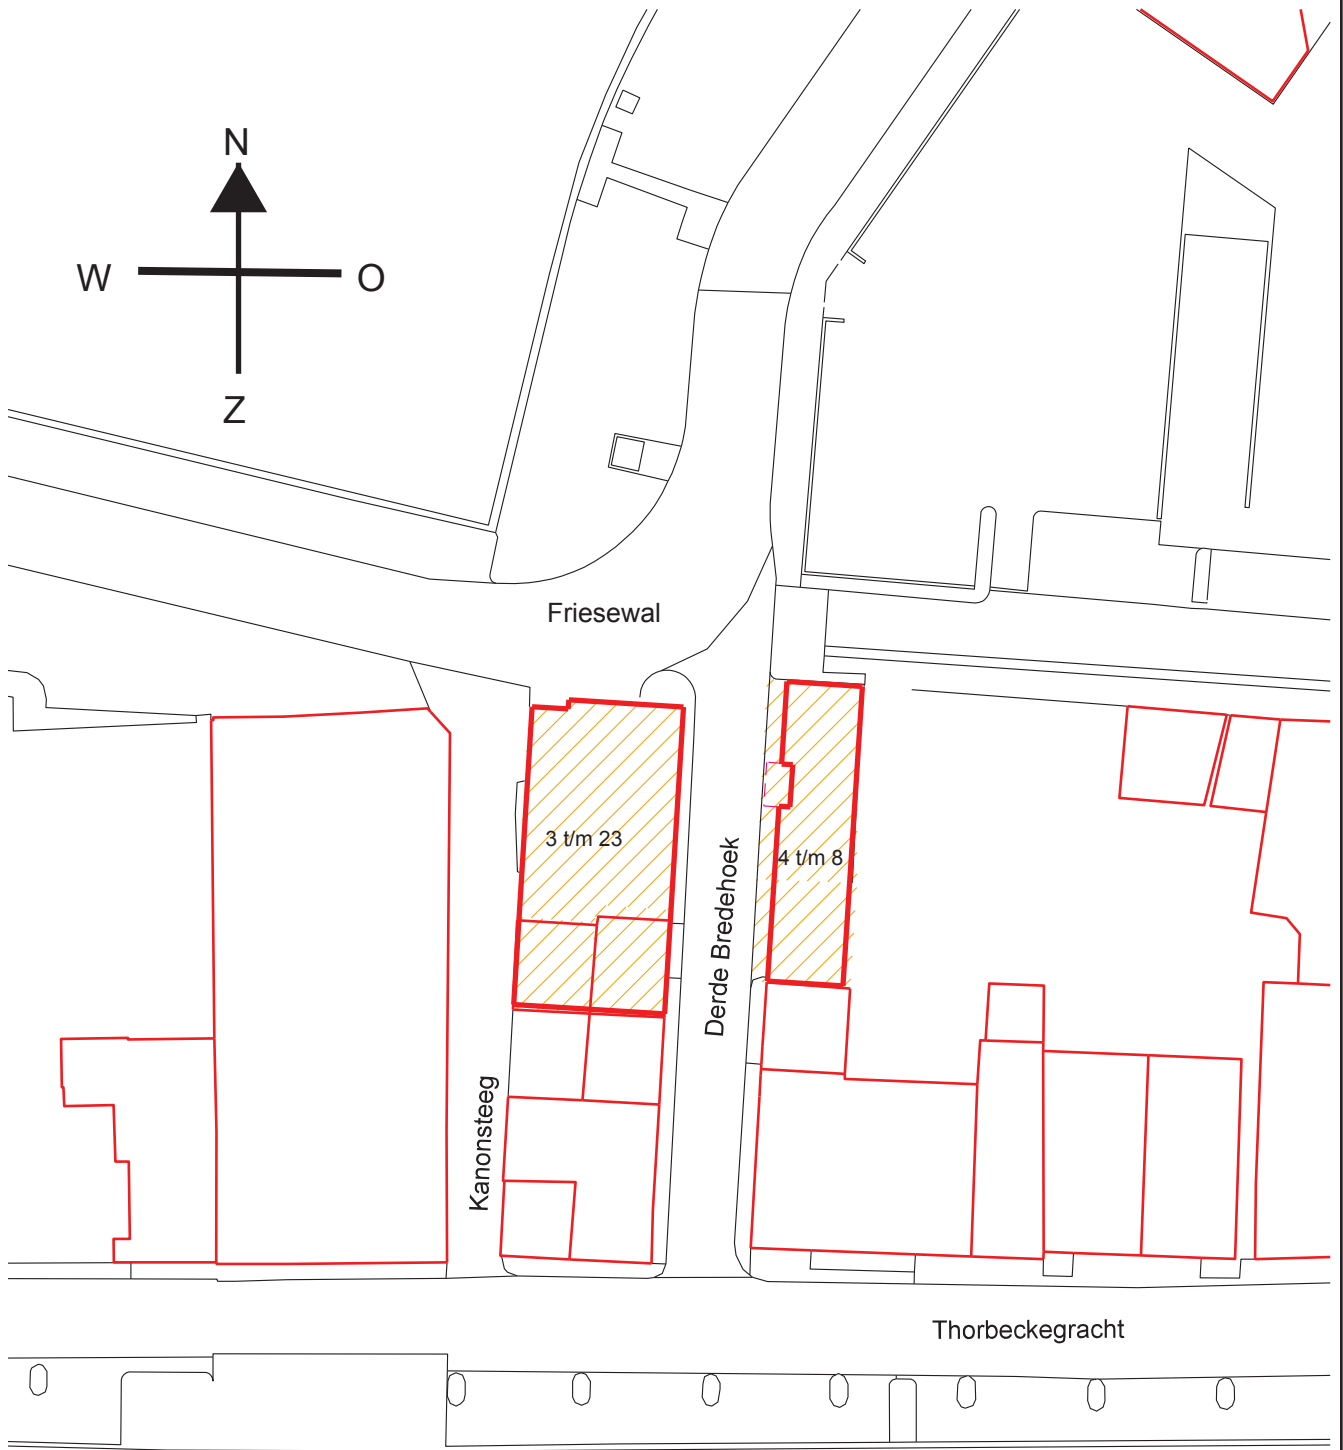 N
W
O
Z
Friesewal
3 t/m 23
4 t/m 8
Derde Bredehoek
Kanonsteeg
Thorbeckegracht